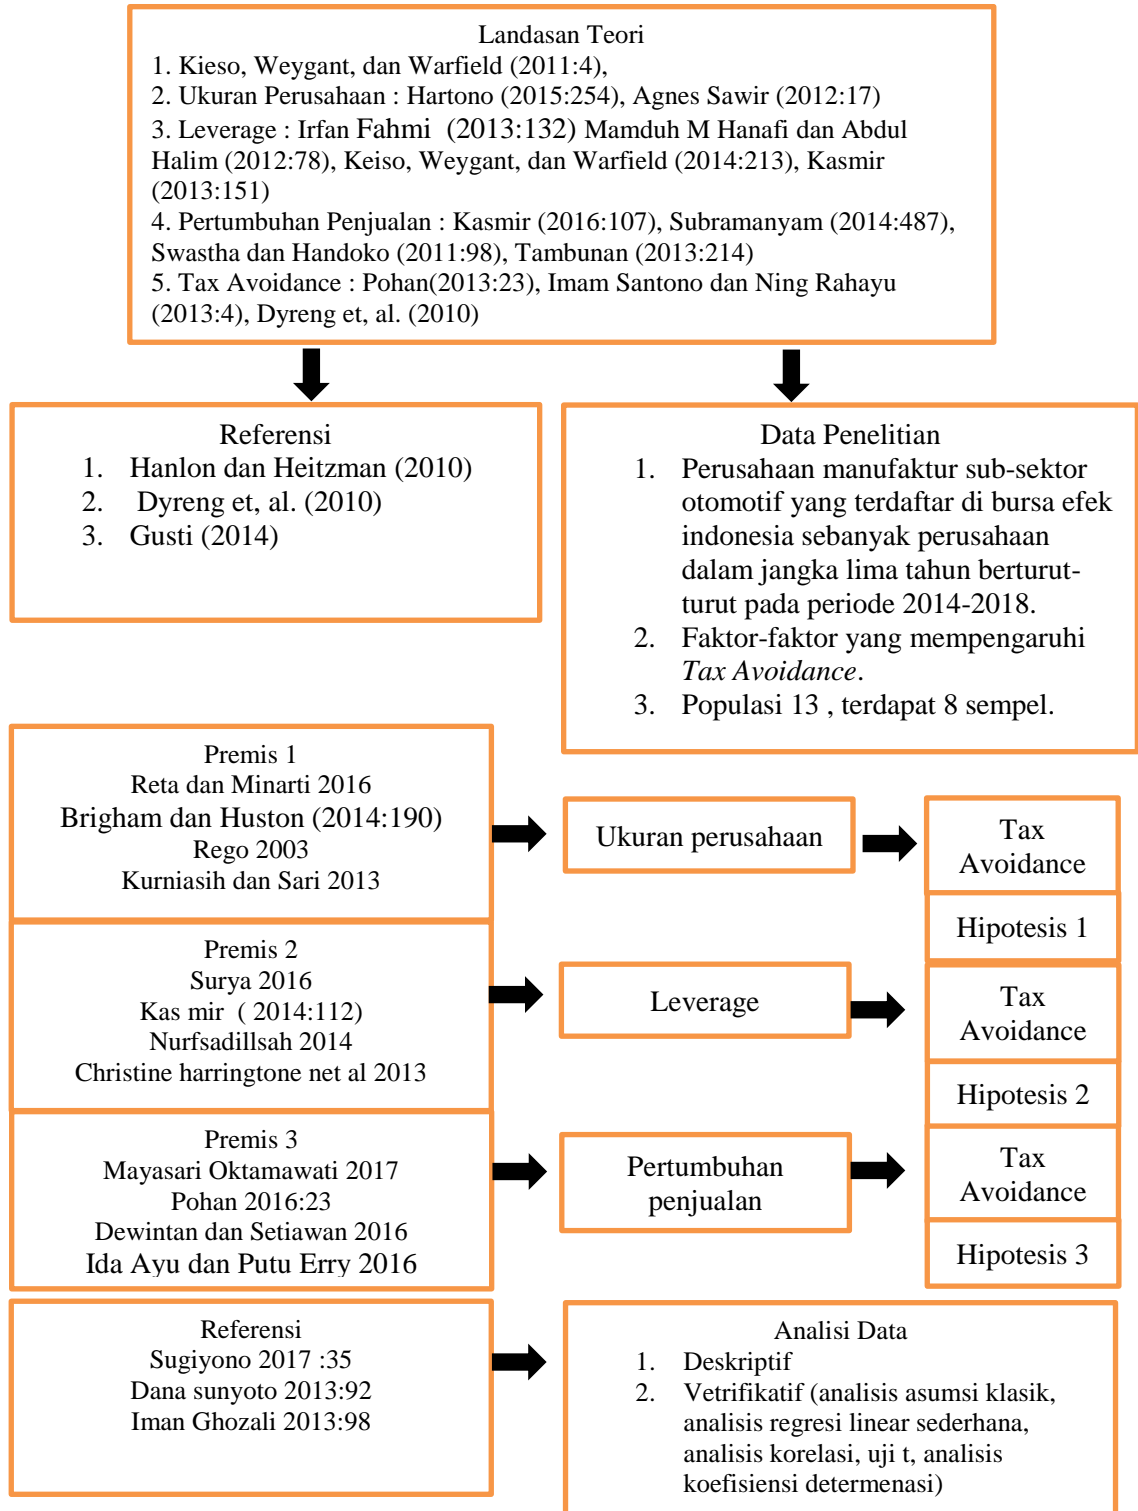 Landasan Teori
1. Kieso, Weygant, dan Warfield (2011:4),
2. Ukuran Perusahaan : Hartono (2015:254), Agnes Sawir (2012:17)
3. Leverage : Irfan Fahmi (2013:132) Mamduh M Hanafi dan Abdul
Halim (2012:78), Keiso, Weygant, dan Warfield (2014:213), Kasmir
(2013:151)
4. Pertumbuhan Penjualan : Kasmir (2016:107), Subramanyam (2014:487),
Swastha dan Handoko (2011:98), Tambunan (2013:214)
5. Tax Avoidance : Pohan(2013:23), Imam Santono dan Ning Rahayu
(2013:4), Dyreng et, al. (2010)
Referensi
1. Hanlon dan Heitzman (2010)
2. Dyreng et, al. (2010)
3. Gusti (2014)
Data Penelitian
1. Perusahaan manufaktur sub-sektor
otomotif yang terdaftar di bursa efek
indonesia sebanyak perusahaan
dalam jangka lima tahun berturut-
turut pada periode 2014-2018.
2. Faktor-faktor yang mempengaruhi
Tax Avoidance.
3. Populasi 13 , terdapat 8 sempel.
Premis 1
Reta dan Minarti 2016
Brigham dan Huston (2014:190)
Rego 2003
Kurniasih dan Sari 2013
Ukuran perusahaan
Tax
Avoidance
Hipotesis 1
Premis 2
Surya 2016
Kas mir ( 2014:112)
Nurfsadillsah 2014
Christine harringtone net al 2013
Leverage
Tax
Avoidance
Hipotesis 2
Premis 3
Mayasari Oktamawati 2017
Pohan 2016:23
Dewintan dan Setiawan 2016
Ida Ayu dan Putu Erry 2016
Pertumbuhan
penjualan
Tax
Avoidance
Hipotesis 3
Referensi
Sugiyono 2017 :35
Dana sunyoto 2013:92
Iman Ghozali 2013:98
Analisi Data
1. Deskriptif
2. Vetrifikatif (analisis asumsi klasik,
analisis regresi linear sederhana,
analisis korelasi, uji t, analisis
koefisiensi determenasi)